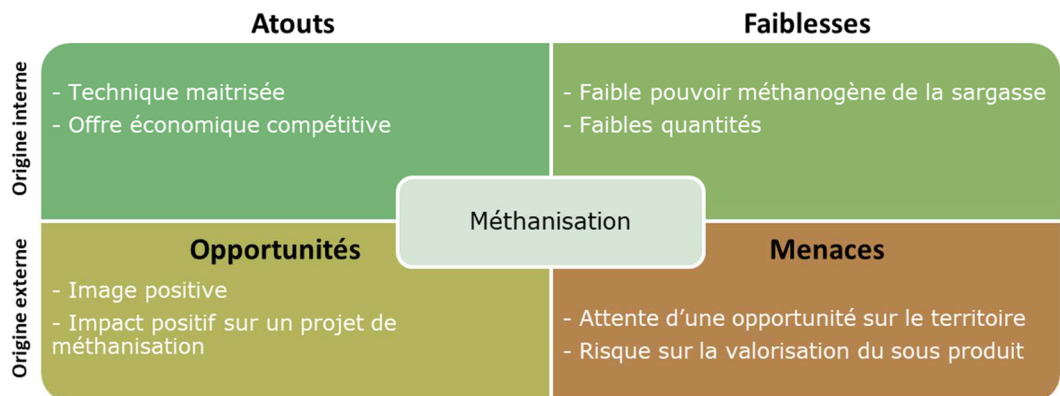 Atouts
Faiblesses
Origine interne
- Technique maitrisée
- Offre économique compétitive
- Faible pouvoir méthanogène de la sargasse
- Faibles quantités
Méthanisation
Origine externe
Opportunités
- Image positive
- Impact positif sur un projet de
méthanisation
Menaces
- Attente d’une opportunité sur le territoire
- Risque sur la valorisation du sous produit